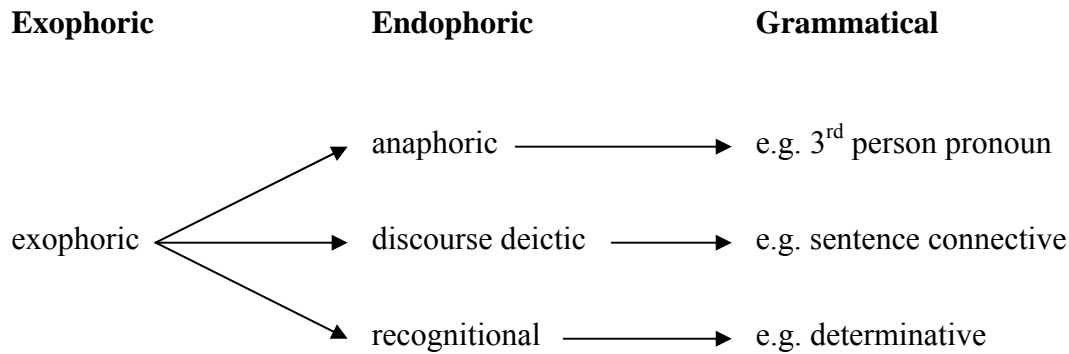 Exophoric Endophoric Grammatical
anaphoric e.g. 3rd person pronoun
exophoric discourse deictic e.g. sentence connective
recognitional e.g. determinative